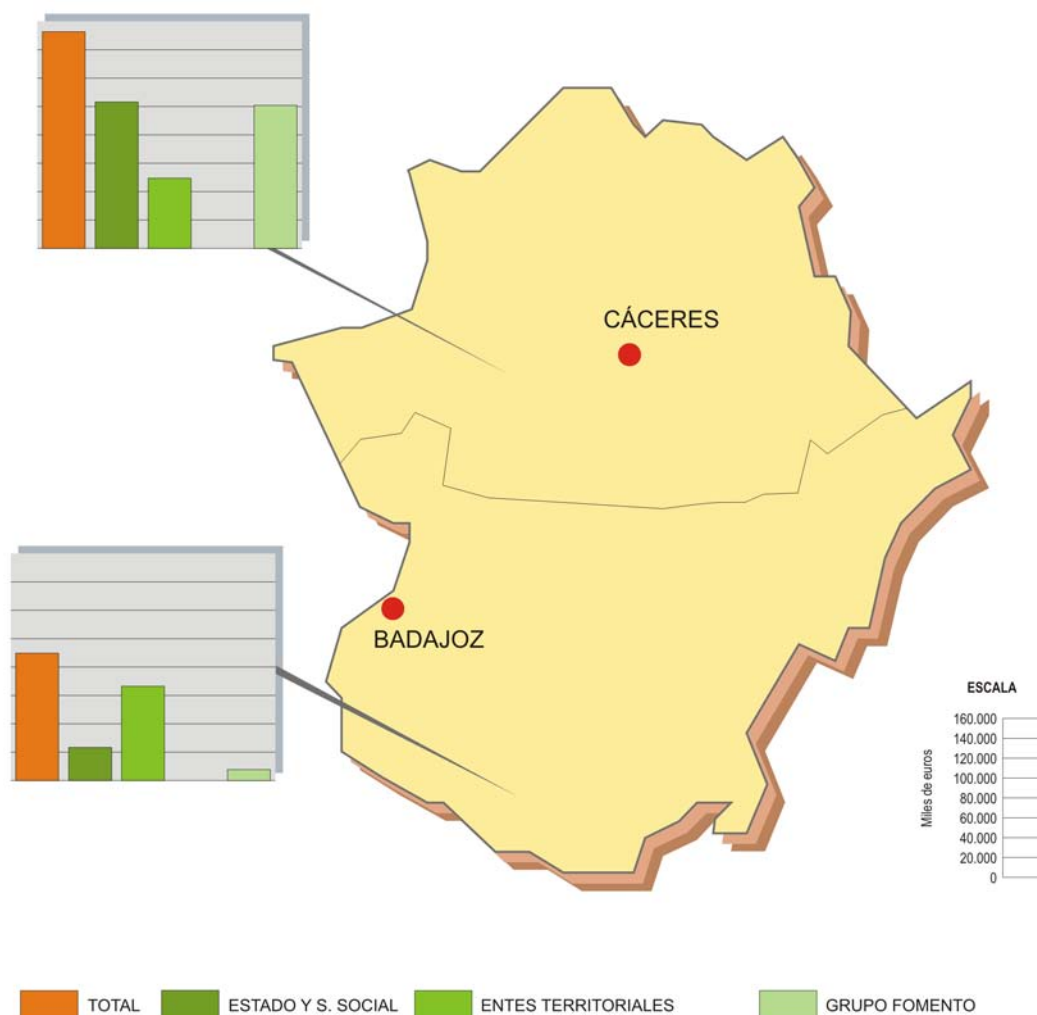 CÁCERES
BADAJOZ
ESCALA
Miles de euros
160.000
140.000
120.000
100.000
80.000
60.000
40.000
20.000
0
TOTAL
ESTADO Y S. SOCIAL
ENTES TERRITORIALES
GRUPO FOMENTO